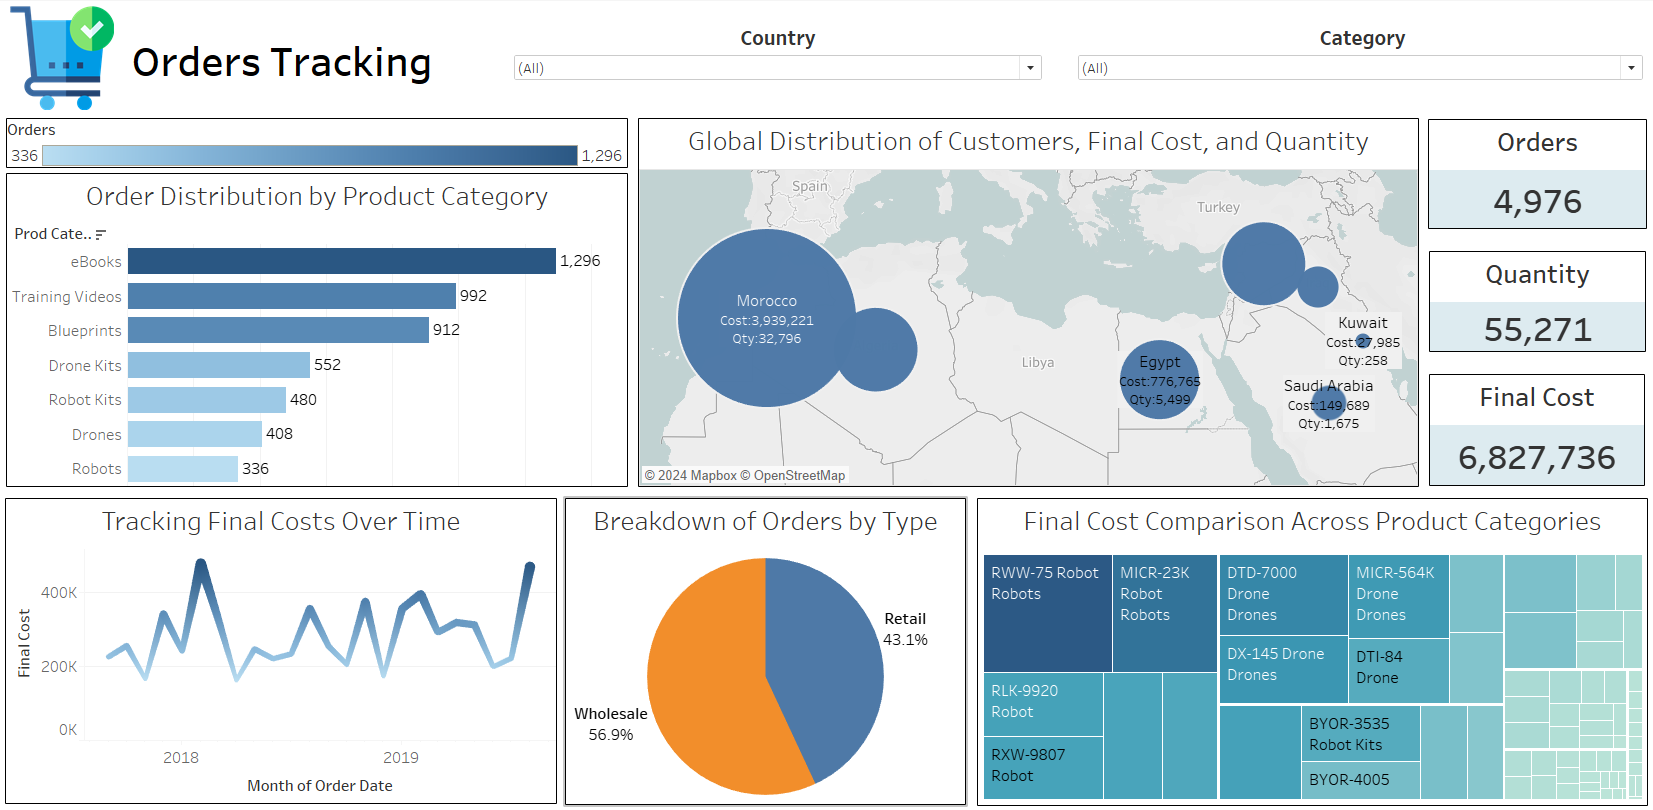 Orders Tracking
Country
(All)
Category
(All)
Orders
336
1,296
Order Distribution by Product Category
Prod Cate..
eBooks
1,296
Training Videos
992
Blueprints
912
Drone Kits
552
Robot Kits
480
Drones
408
Robots
336
Global Distribution of Customers, Final Cost, and Quantity
Spain
Turkey
Morocco
Cost:3,939,221
Qty:32,796
Libya
Egypt
Cost:776,765
Qty:5,499
Kuwait
Cost:27,985
Qty:258
Saudi Arabia
Cost:149,689
Qty:1,675
© 2024 Mapbox © OpenStreetMap
Orders
4,976
Quantity
55,271
Final Cost
6,827,736
Tracking Final Costs Over Time
Final Cost
400K
200K
0K
2018
2019
Month of Order Date
Breakdown of Orders by Type
Retail
43.1%
Wholesale
56.9%
Final Cost Comparison Across Product Categories
RWW-75 Robot
Robots
MICR-23K
Robot
Robots
RLK-9920
Robot
RXW-9807
Robot
DTD-7000
Drone
Drones
MICR-564K
Drone
Drones
DX-145 Drone
Drones
DTI-84
Drone
BYOR-3535
Robot Kits
BYOR-4005